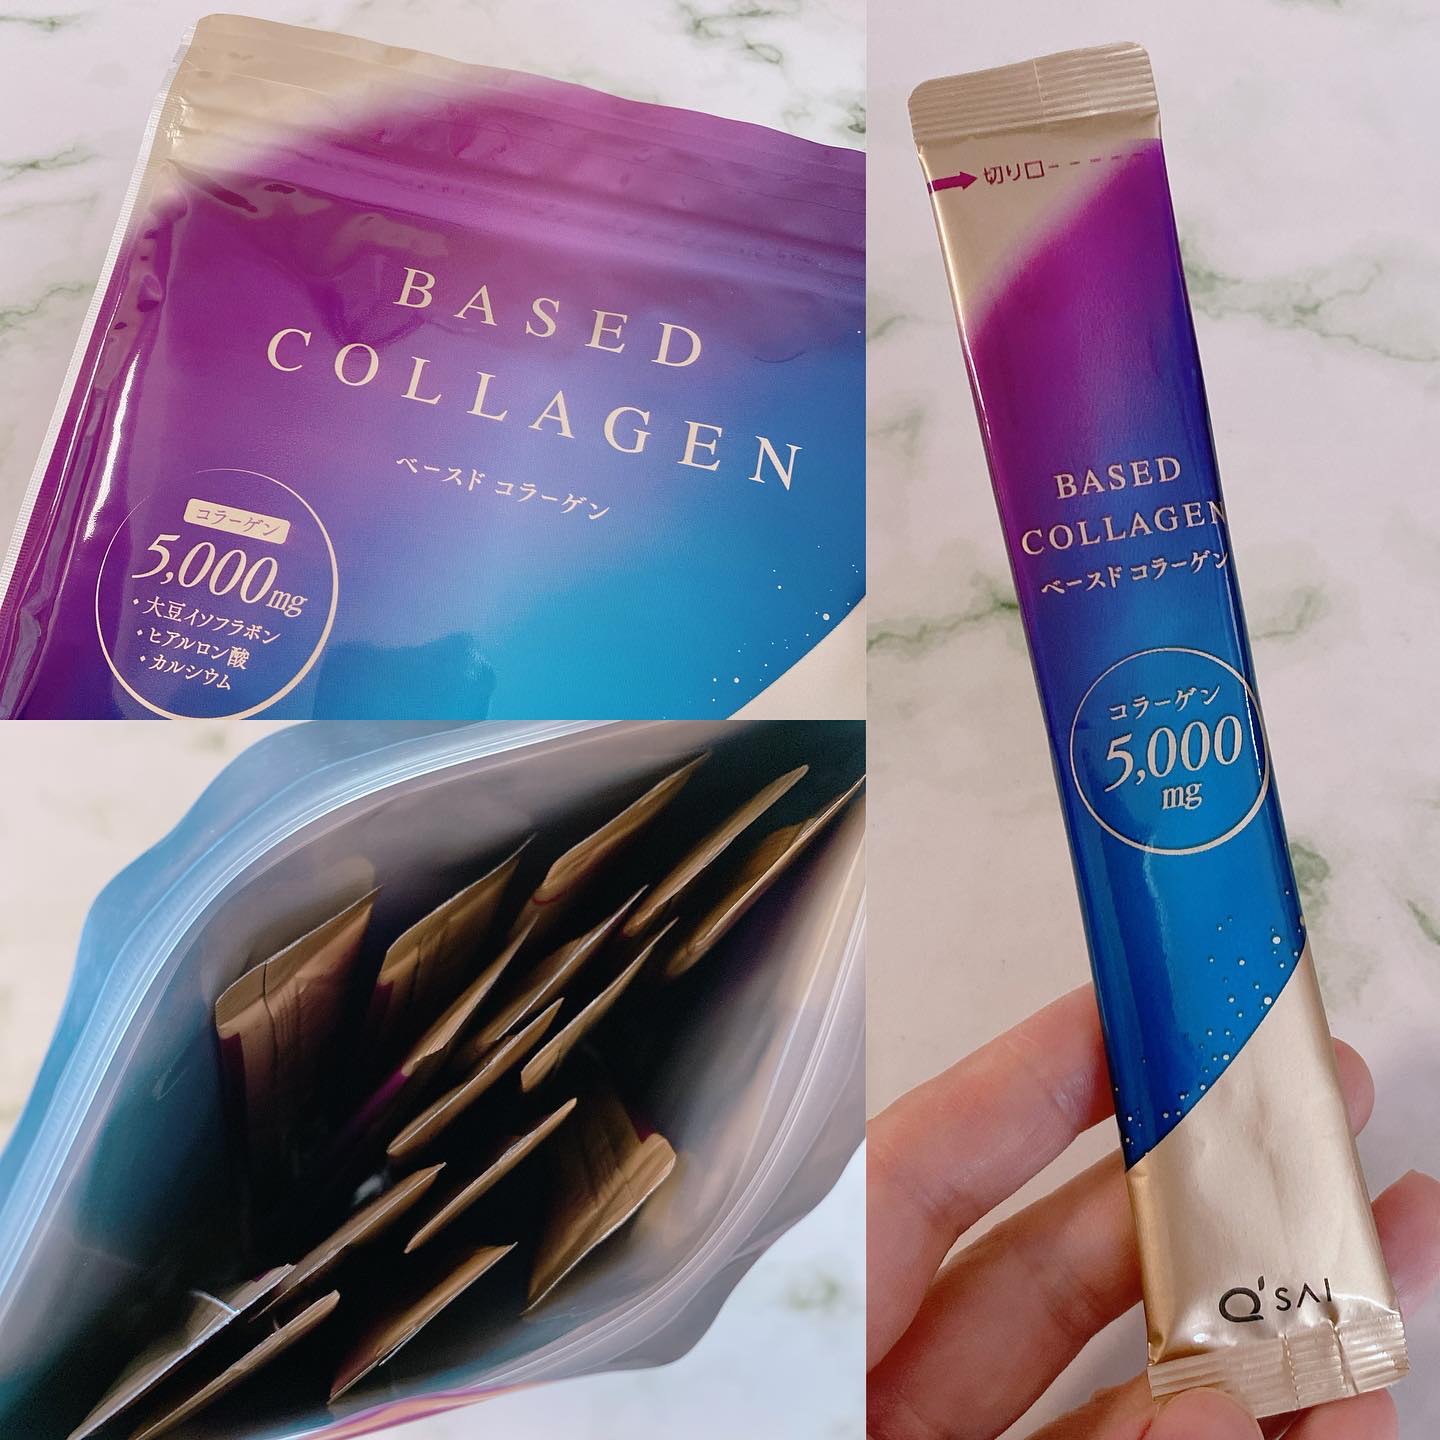 BASED
COLLAGEN
ベースド コラーゲン
コラーゲン
5,000mg
・大豆イソフラボン
・ヒアルロン酸
・カルシウム
切り口
BASED
COLLAGEN
ベースド コラーゲン
コラーゲン
5,000
mg
Q'SAI